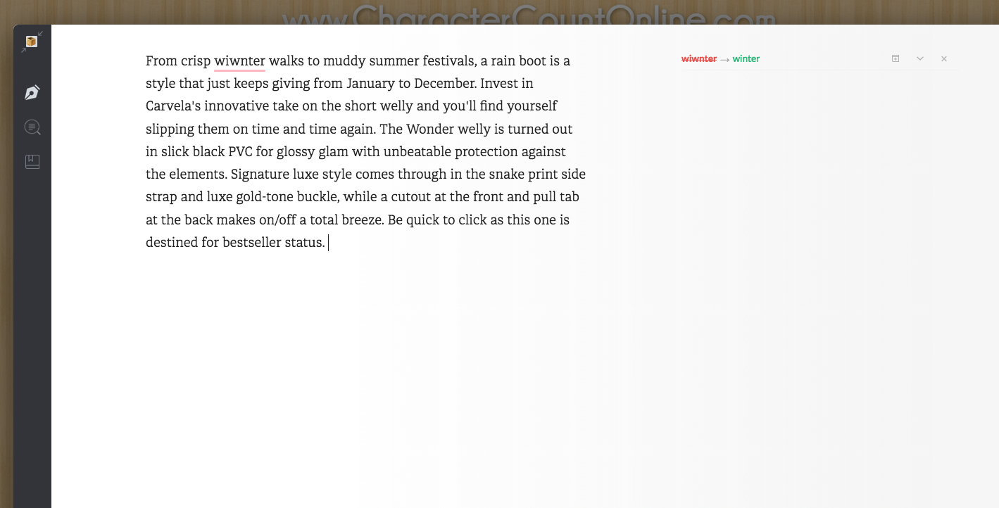 www.CharacterCountOnline.com
From crisp wiwnter walks to muddy summer festivals, a rain boot is a
style that just keeps giving from January to December. Invest in
Carvela's innovative take on the short welly and you'll find yourself
slipping them on time and time again. The Wonder welly is turned out
in slick black PVC for glossy glam with unbeatable protection against
the elements. Signature luxe style comes through in the snake print side
strap and luxe gold-tone buckle, while a cutout at the front and pull tab
at the back makes on/off a total breeze. Be quick to click as this one is
destined for bestseller status.
wiwnter → winter